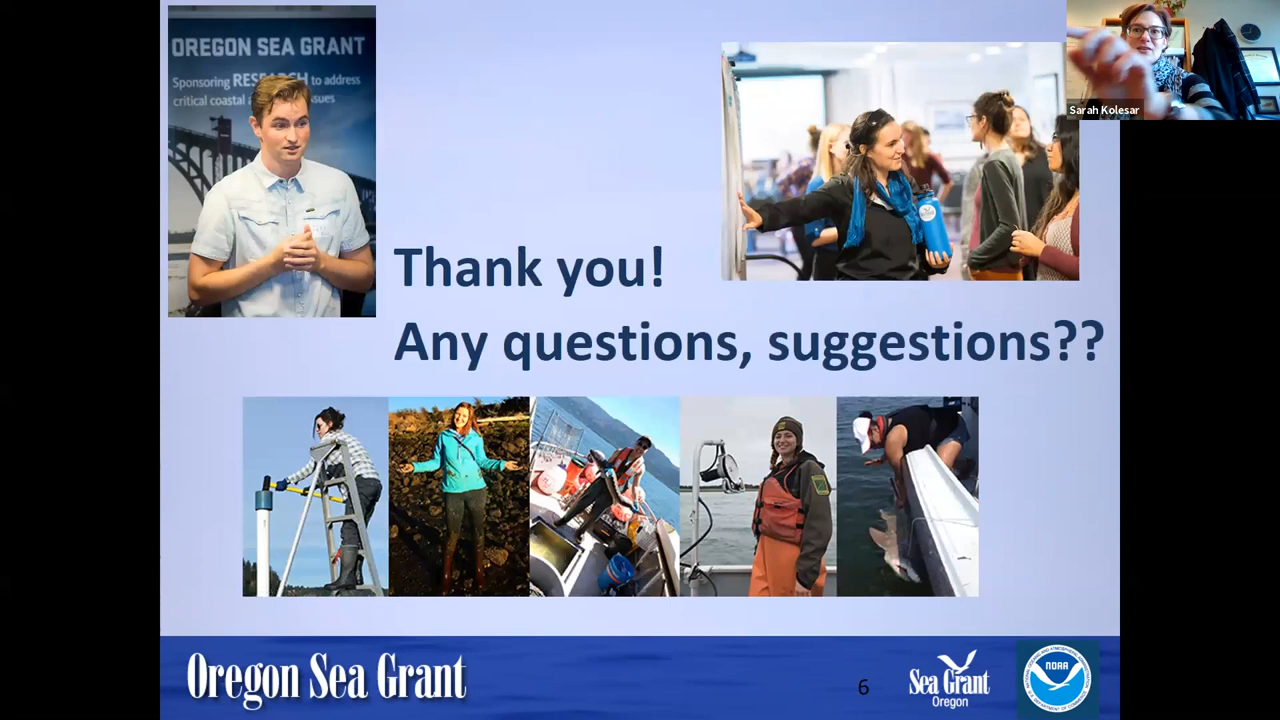 OREGON SEA GRANT
Sponsoring RESEARCH to address
critical coastal
Sarah Kolesar
Thank you!
Any questions, suggestions??
Oregon Sea Grant
6
Sea Grant
Oregon
NOAA